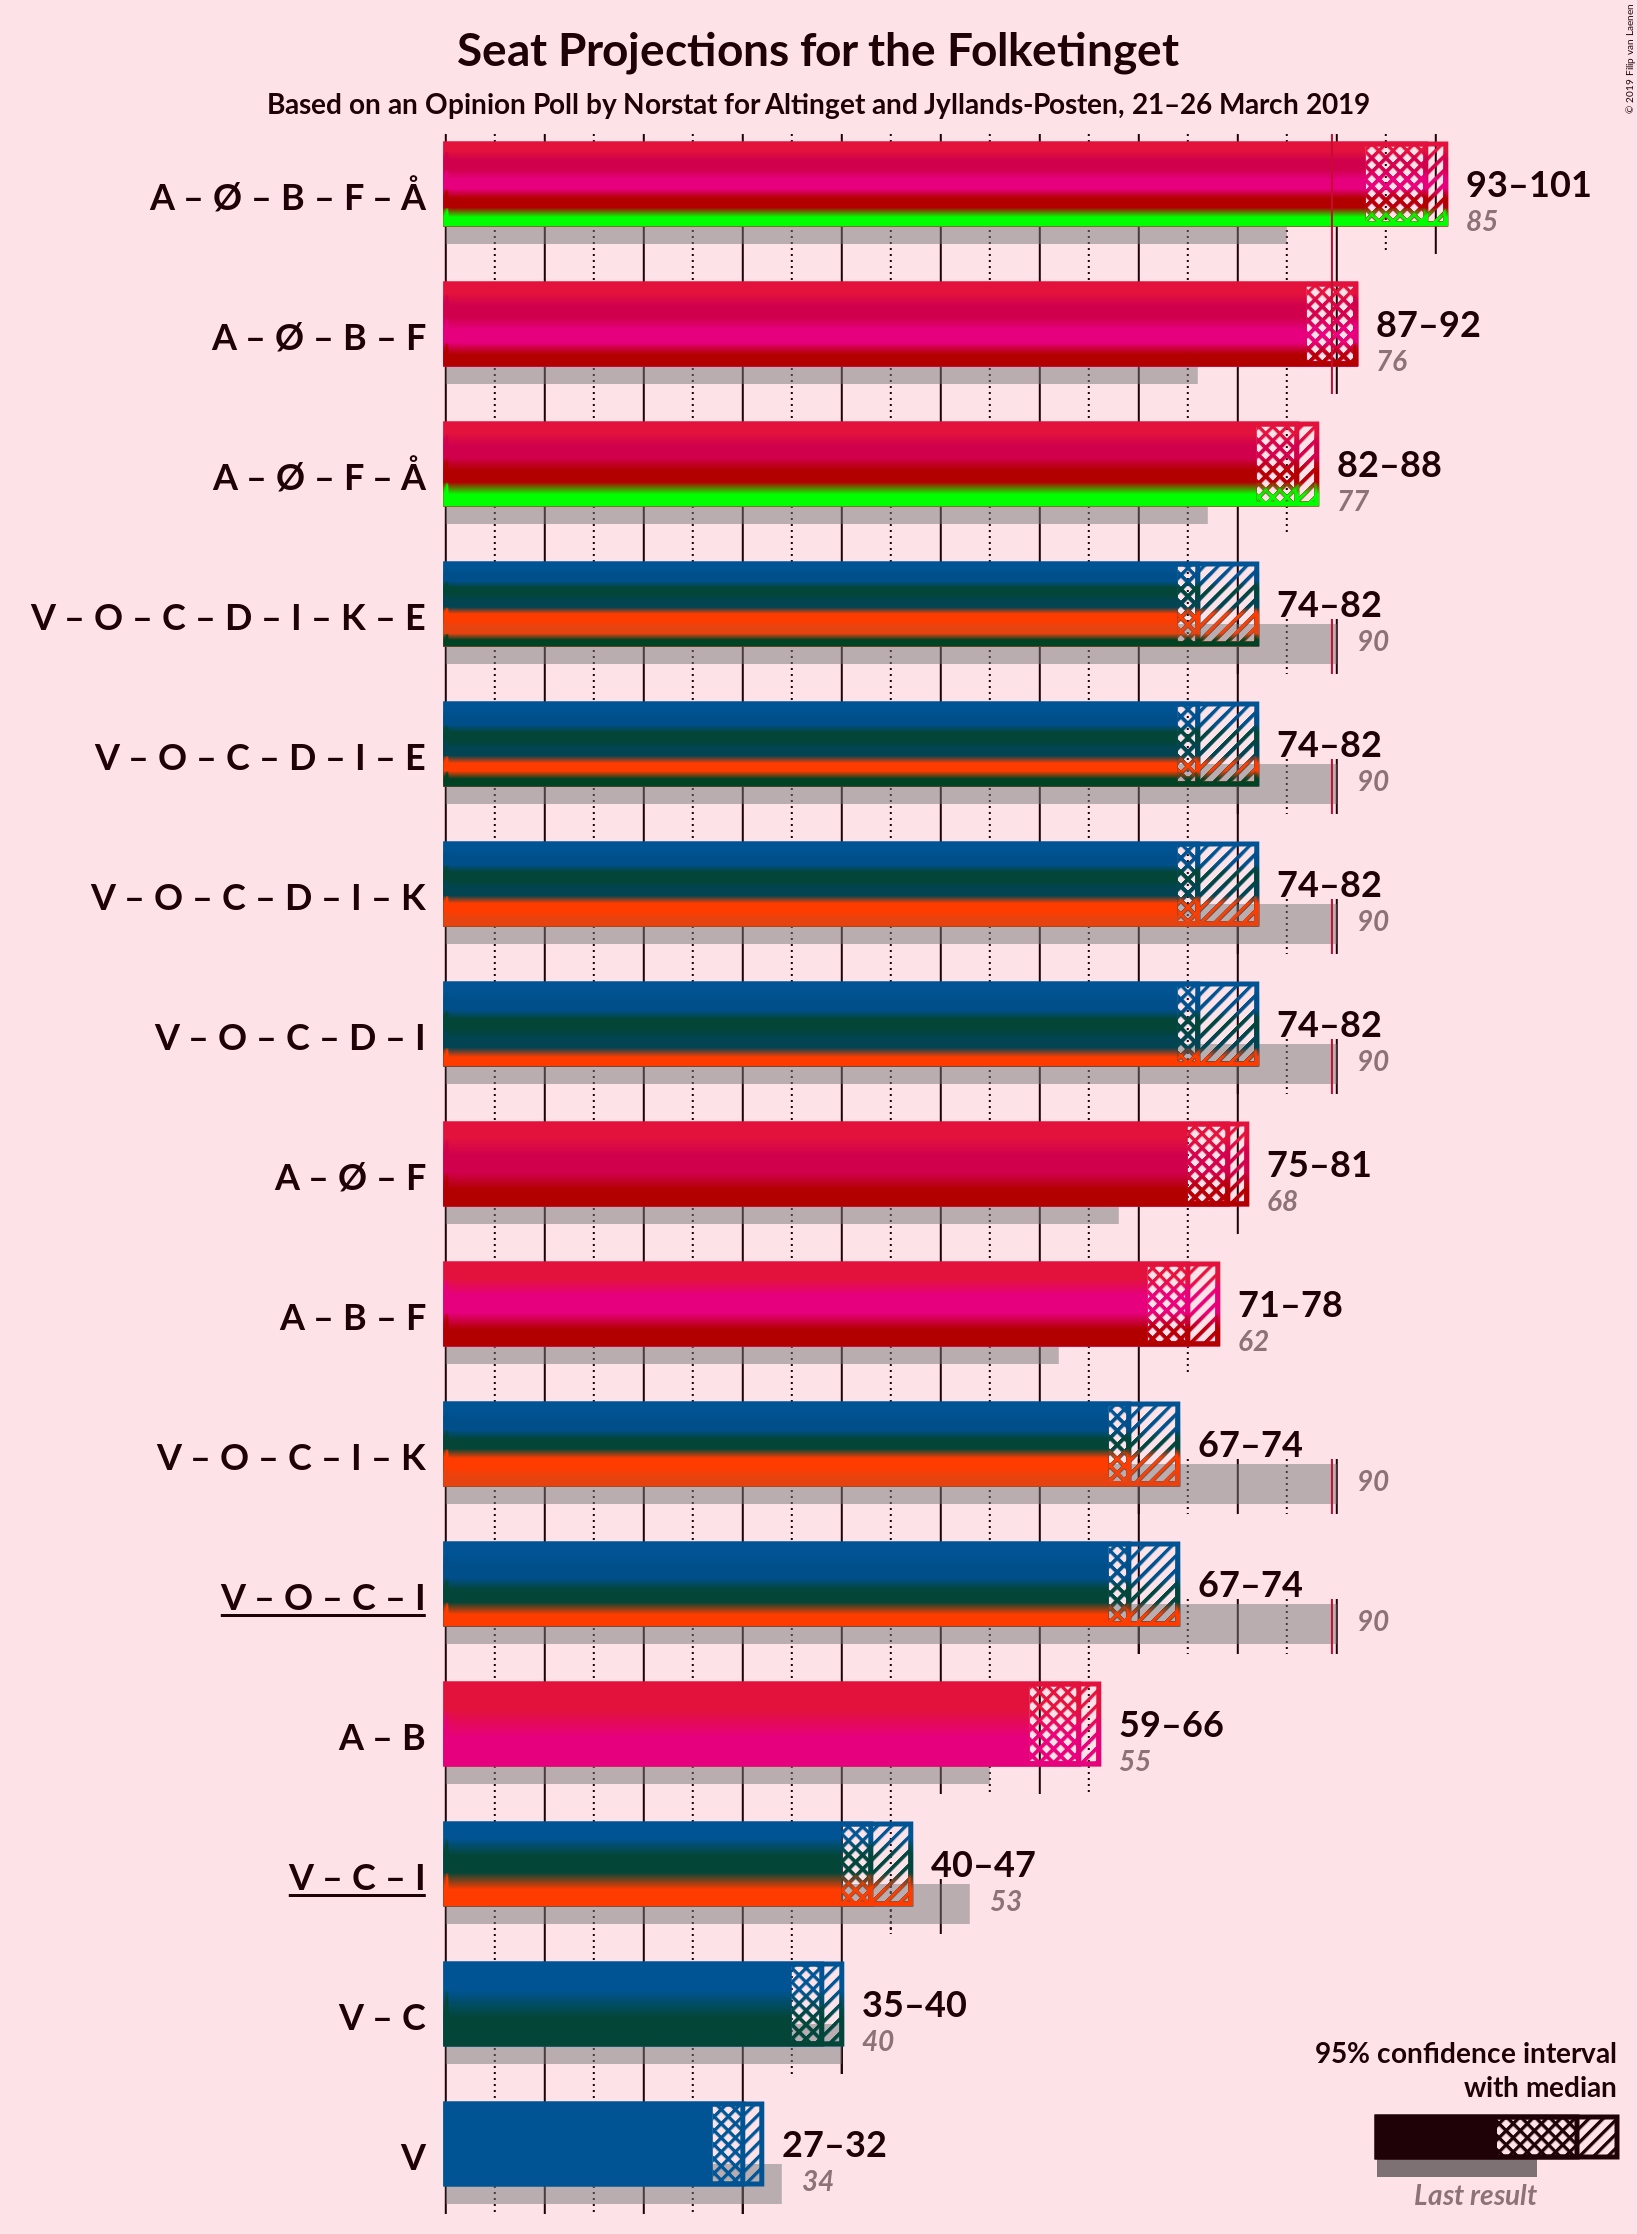 Seat Projections for the Folketinget
Based on an Opinion Poll by Norstat for Altinget and Jyllands-Posten, 21–26 March 2019
© 2019 Filip van Laenen
A – Ø – B – F – Å
93–101
85
A – Ø – B – F
87–92
76
A – Ø – F – Å
82–88
77
V – O – C – D – I – K – E
74–82
90
V – O – C – D – I – E
74–82
90
V – O – C – D – I – K
74–82
90
V – O – C – D – I
74–82
90
A – Ø – F
75–81
68
A – B – F
71–78
62
V – O – C – I – K
67–74
90
V – O – C – I
67–74
90
A – B
59–66
55
V – C – I
40–47
53
V – C
35–40
40
V
27–32
34
95% confidence interval
with median
Last result